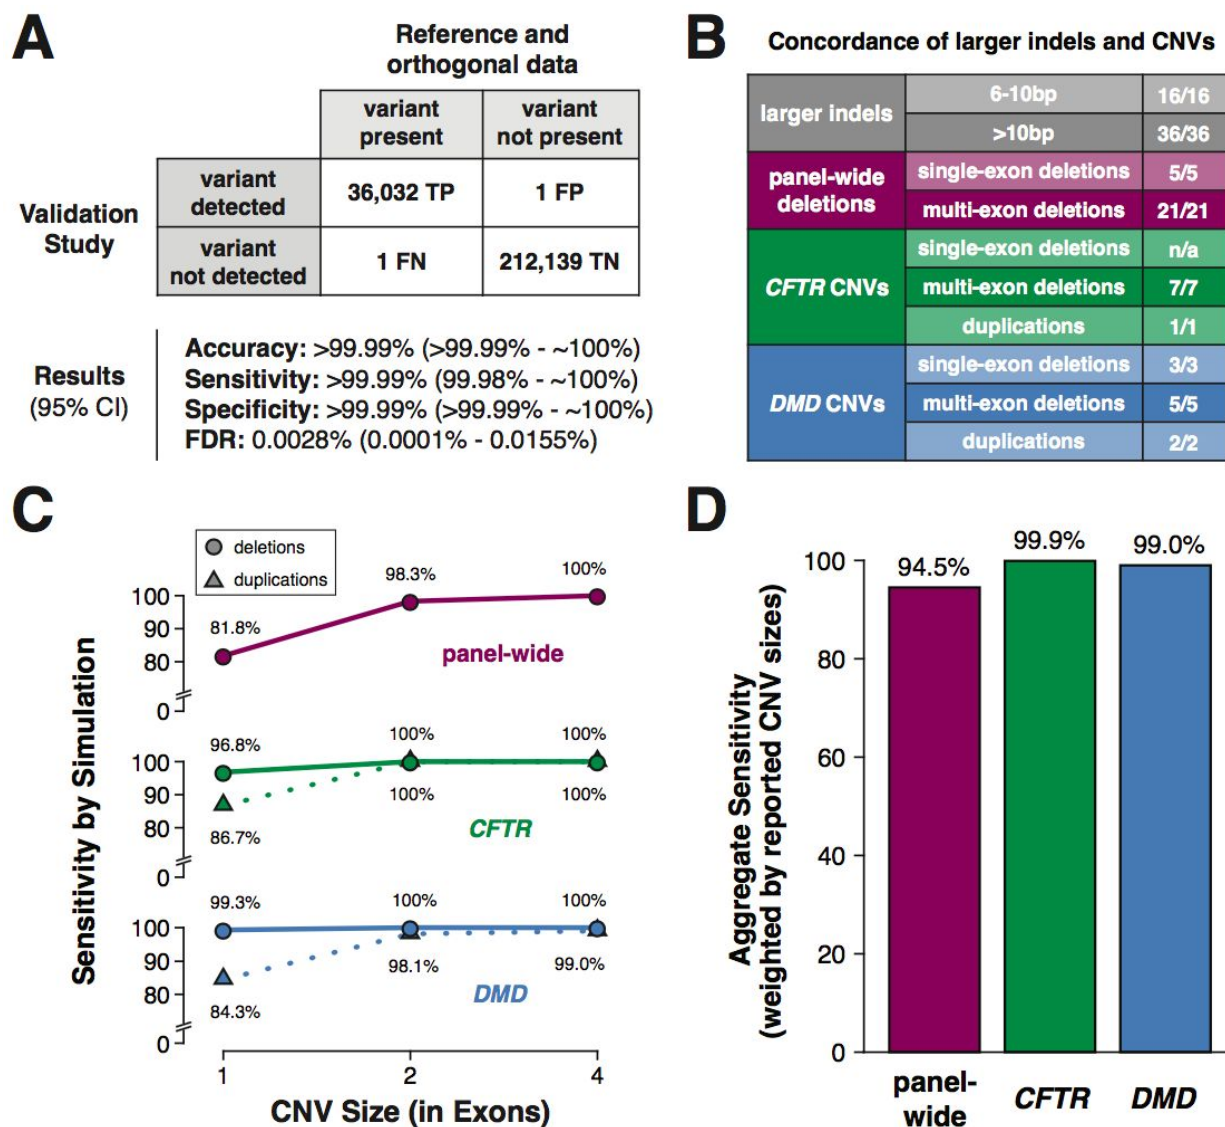 A
Reference and
orthogonal data
variant
present
variant
not present
Validation
Study
variant
detected
36,032 TP
1 FP
variant
not detected
1 FN
212,139 TN
Results
(95% CI)
Accuracy: >99.99% (>99.99% - ~100%)
Sensitivity: >99.99% (99.98% - ~100%)
Specificity: >99.99% (>99.99% - ~100%)
FDR: 0.0028% (0.0001% - 0.0155%)
B
Concordance of larger indels and CNVs
larger indels
6-10bp
16/16
>10bp
36/36
panel-wide
deletions
single-exon deletions
5/5
multi-exon deletions
21/21
CFTR CNVs
single-exon deletions
n/a
multi-exon deletions
7/7
duplications
1/1
DMD CNVs
single-exon deletions
3/3
multi-exon deletions
5/5
duplications
2/2
C
deletions
duplications
Sensitivity by Simulation
100
90
80
0
81.8%
98.3%
100%
panel-wide
100
90
80
0
96.8%
100%
100%
86.7%
100%
100%
CFTR
100
90
80
0
99.3%
100%
100%
84.3%
98.1%
99.0%
DMD
1
2
4
CNV Size (in Exons)
D
Aggregate Sensitivity
(weighted by reported CNV sizes)
100
80
60
40
20
0
94.5%
99.9%
99.0%
panel-
wide
CFTR
DMD